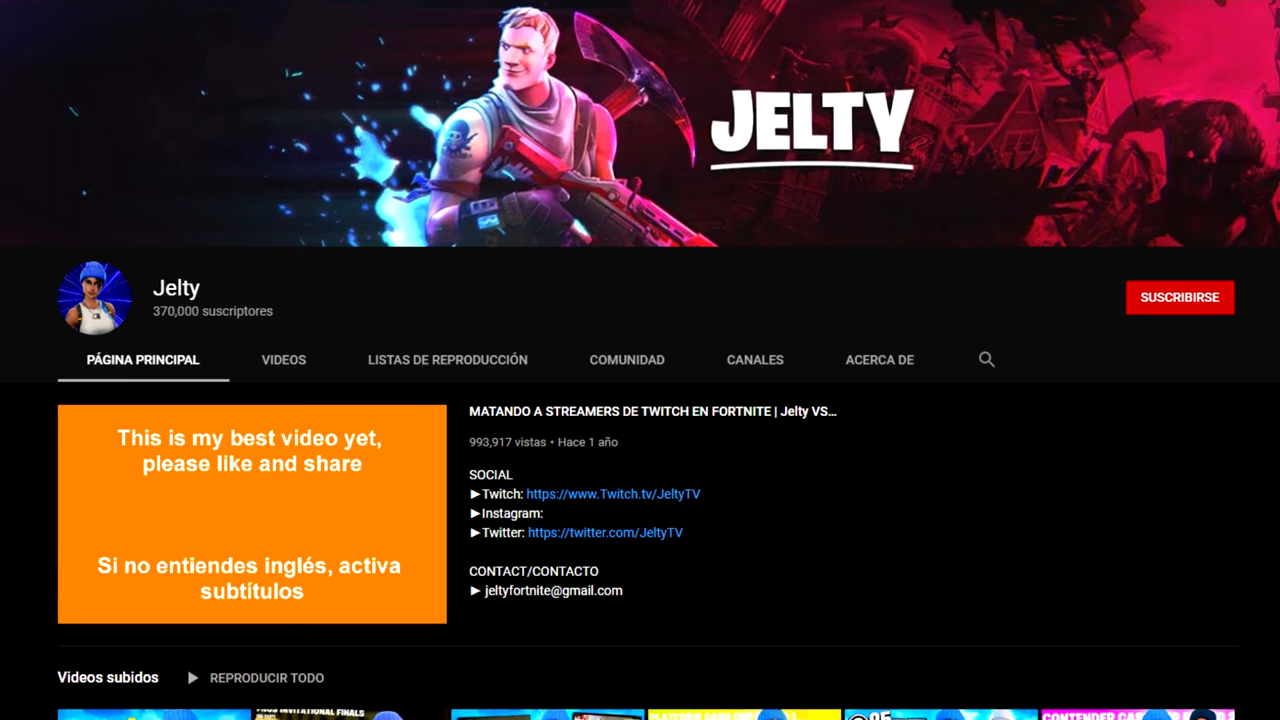 JELTY
Jelty
370,000 suscriptores
SUSCRIBIRSE
PÁGINA PRINCIPAL VIDEOS LISTAS DE REPRODUCCIÓN COMUNIDAD CANALES ACERCA DE
This is my best video yet,
please like and share
Si no entiendes inglés, activa
subtítulos
MATANDO A STREAMERS DE TWITCH EN FORTNITE | Jelty VS...
993,917 vistas • Hace 1 año
SOCIAL
►Twitch: https://www.Twitch.tv/JeltyTV
►Instagram:
►Twitter: https://twitter.com/JeltyTV
CONTACT/CONTACTO
► jeltyfortnite@gmail.com
Videos subidos ▶ REPRODUCIR TODO
INVITATIONAL FINALS